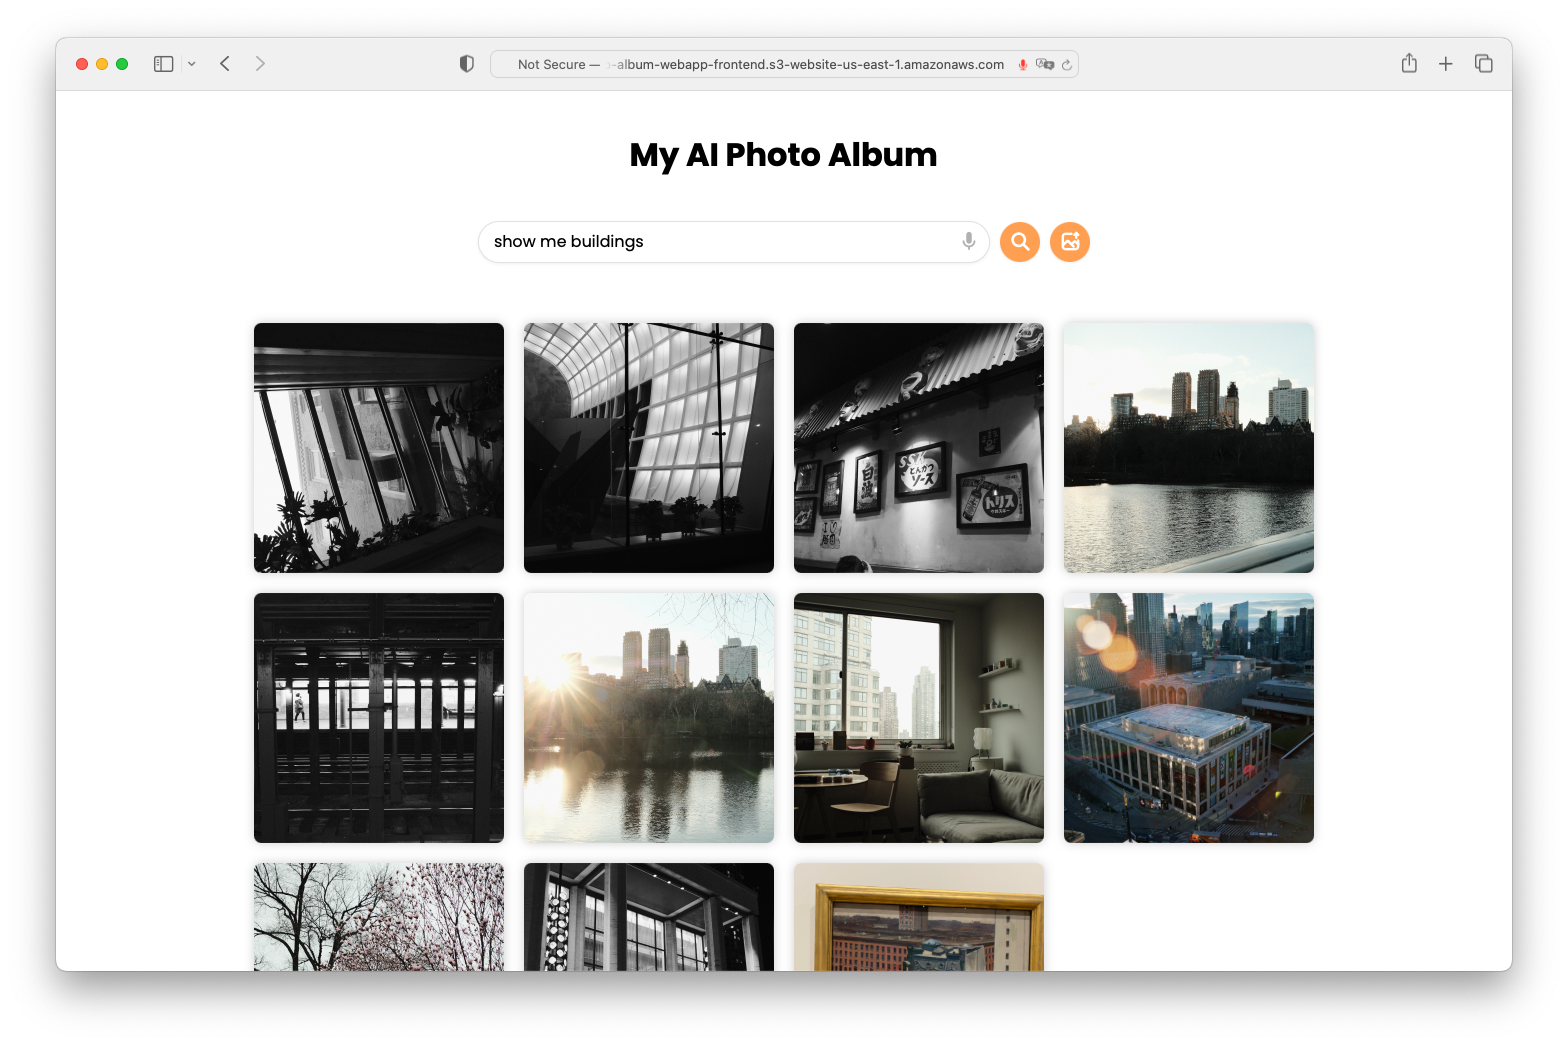 Not Secure — -album-webapp-frontend.s3-website-us-east-1.amazonaws.com
My AI Photo Album
show me buildings
SSK
とんかつ
ソース
トリス